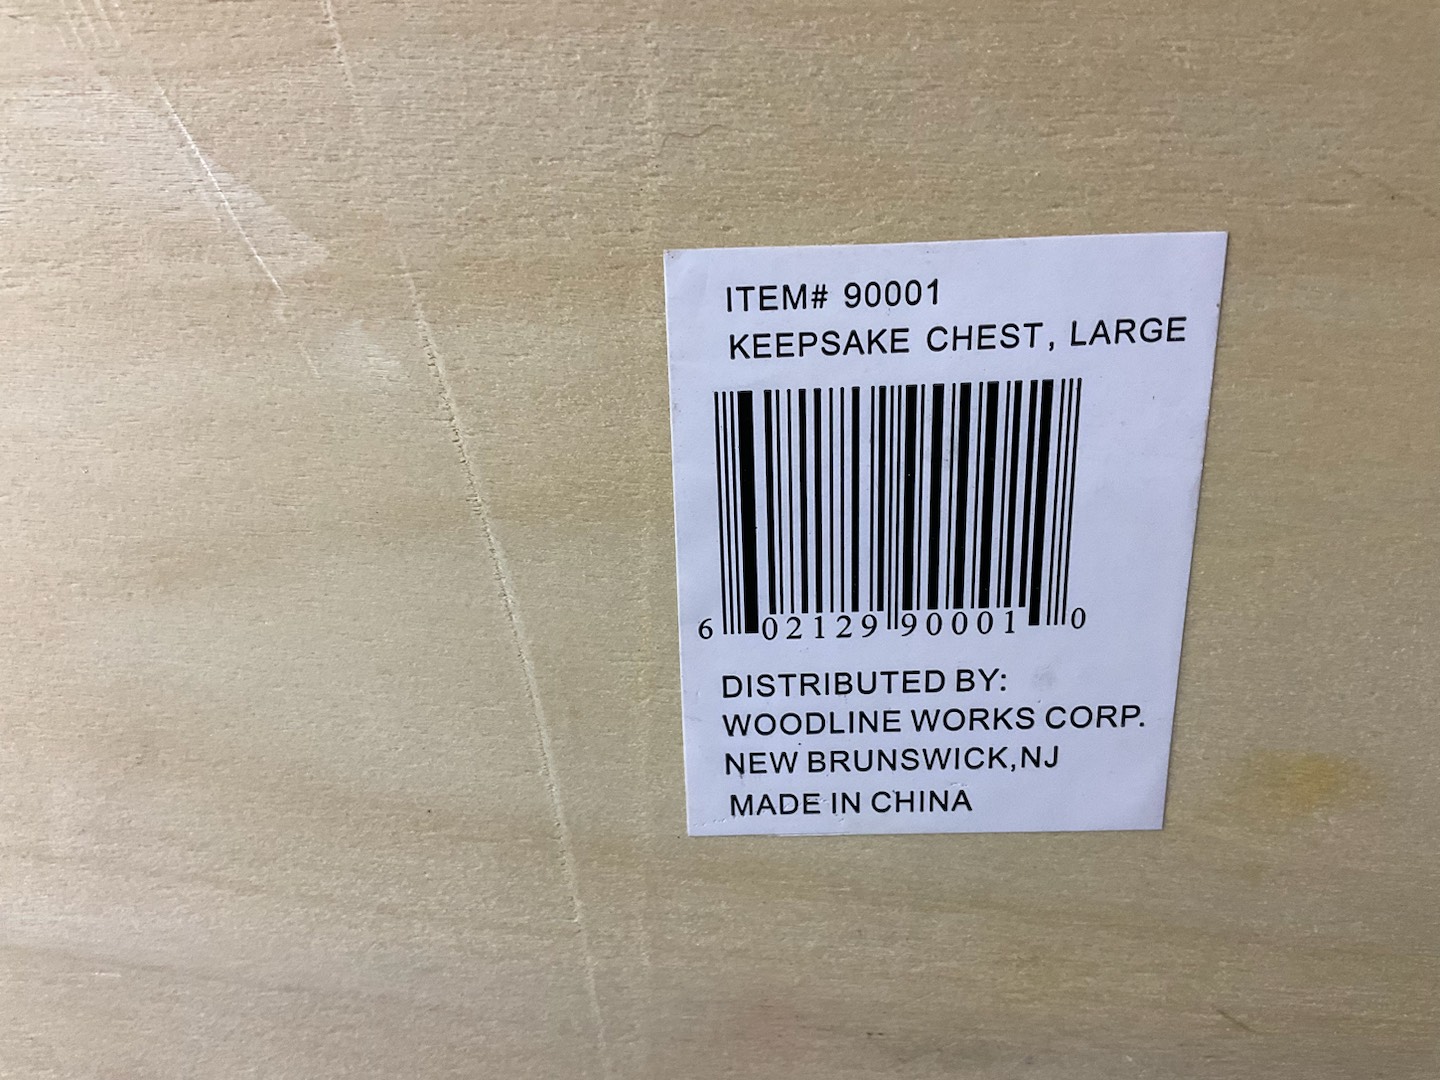 ITEM# 90001
KEEPSAKE CHEST, LARGE
6 02129 90001 0
DISTRIBUTED BY:
WOODLINE WORKS CORP.
NEW BRUNSWICK,NJ
MADE IN CHINA